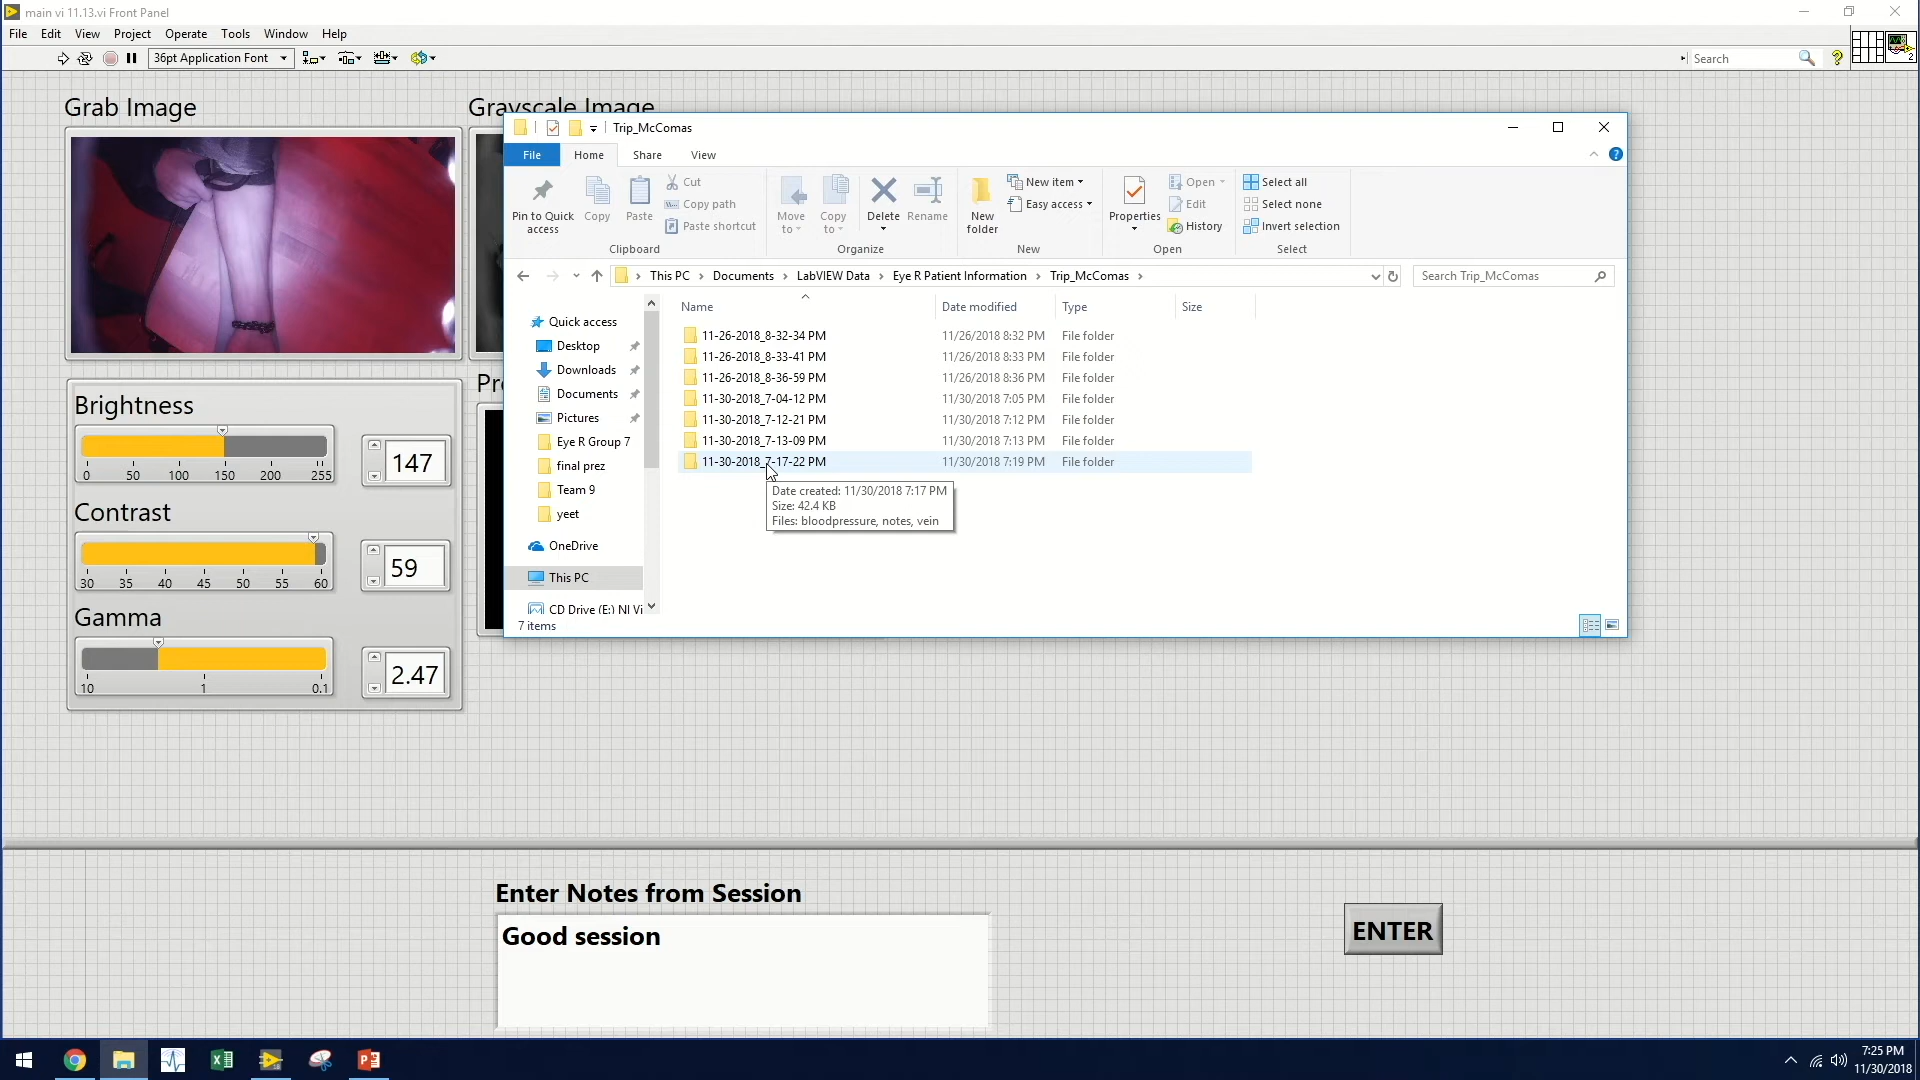 main vi 11.13.vi Front Panel
File Edit View Project Operate Tools Window Help
36pt Application Font
Search
?
2
Grab Image
Grayscale Image
Trip_McComas
File Home Share View
Pin to Quick access
Copy
Paste
Cut
Copy path
Paste shortcut
Clipboard
Move to
Copy to
Delete
Rename
Organize
New folder
New item
Easy access
New
Properties
Open
Edit
History
Open
Select all
Select none
Invert selection
Select
This PC > Documents > LabVIEW Data > Eye R Patient Information > Trip_McComas >
Search Trip_McComas
Quick access
Desktop
Downloads
Documents
Pictures
Eye R Group 7
final prez
Team 9
yeet
OneDrive
This PC
CD Drive (E:) NI Vi
Name Date modified Type Size
11-26-2018_8-32-34 PM 11/26/2018 8:32 PM File folder
11-26-2018_8-33-41 PM 11/26/2018 8:33 PM File folder
11-26-2018_8-36-59 PM 11/26/2018 8:36 PM File folder
11-30-2018_7-04-12 PM 11/30/2018 7:05 PM File folder
11-30-2018_7-12-21 PM 11/30/2018 7:12 PM File folder
11-30-2018_7-13-09 PM 11/30/2018 7:13 PM File folder
11-30-2018_7-17-22 PM 11/30/2018 7:19 PM File folder
Date created: 11/30/2018 7:17 PM
Size: 42.4 KB
Files: bloodpressure, notes, vein
7 items
Pr
Brightness
0 50 100 150 200 255
147
Contrast
30 35 40 45 50 55 60
59
Gamma
10 1 0.1
2.47
Enter Notes from Session
Good session
ENTER
7:25 PM
11/30/2018